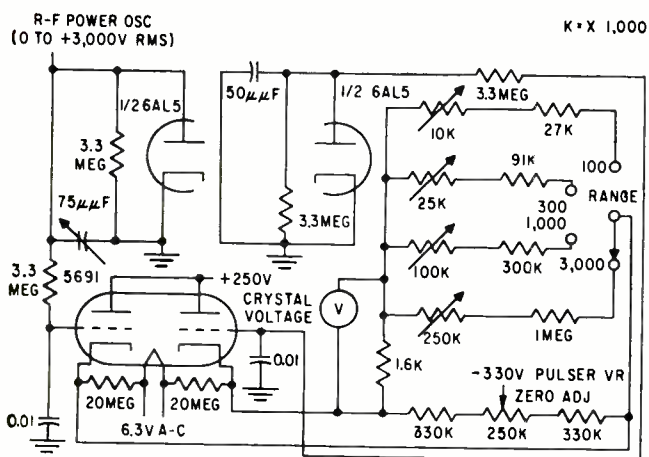 R-F POWER OSC
(0 TO +3,000V RMS)
K=X 1,000
1/26AL5
50µµF
1/2 6AL5
3.3MEG
10K
27K
3.3
MEG
100
91K
RANGE
75µµF
25K
300
3.3MEG
1,000
3.3
MEG
5691
+250V
100K
300K
3,000
CRYSTAL
VOLTAGE
V
250K
1MEG
0.01
1.6K
-330V PULSER VR
ZERO ADJ
20MEG
20MEG
0.01
6.3V A-C
330K
250K
330K